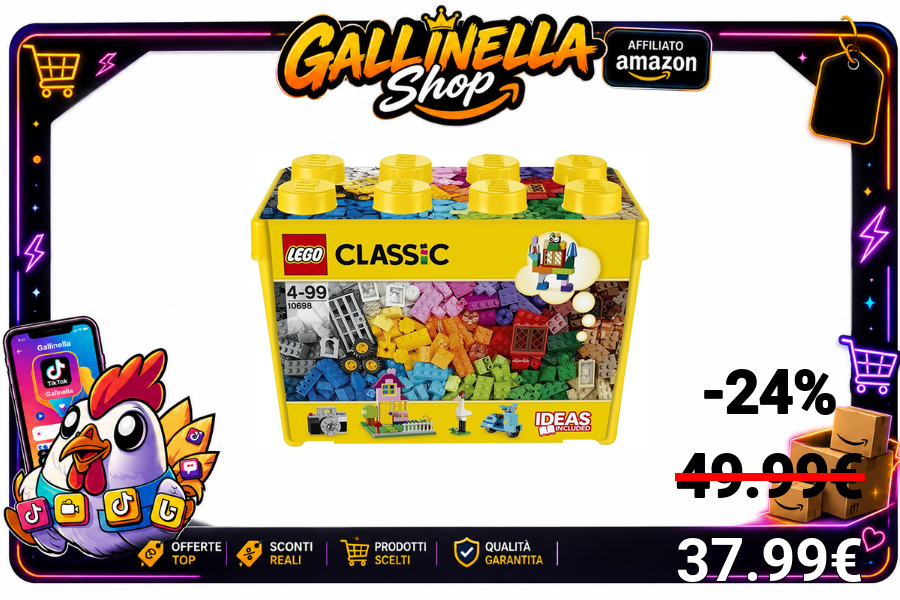 GALLINELLA
Shop
AFFILIATO
amazon
LEGO CLASSIC
4-99
10698
IDEAS
INCLUDED
Gallinella
TikTok
Gallinella
-24%
49.99€
37.99€
OFFERTE
TOP
SCONTI
REALI
PRODOTTI
SCELTI
QUALITÀ
GARANTITA